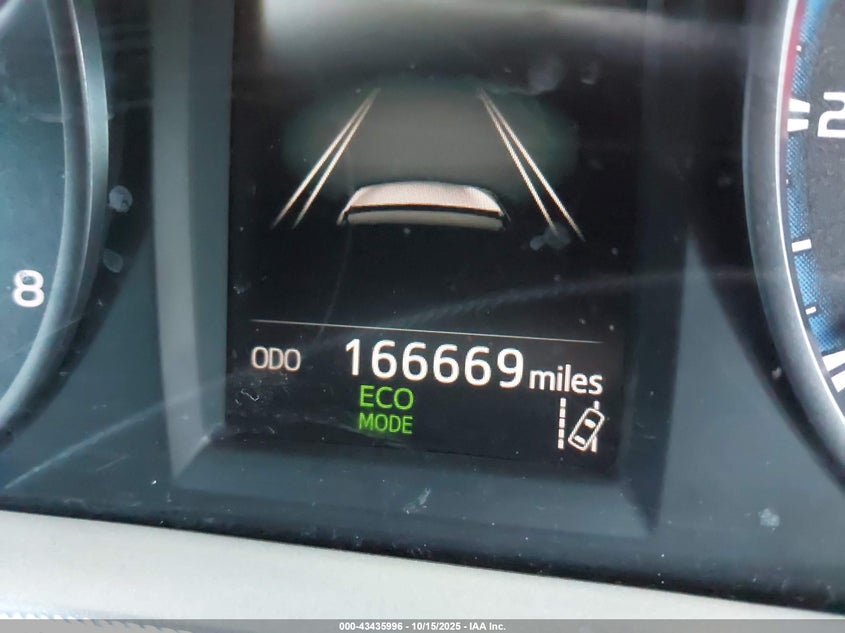 8
2
ODO 166669 miles
ECO
MODE
000-43435996 - 10/15/2025 - IAA Inc.